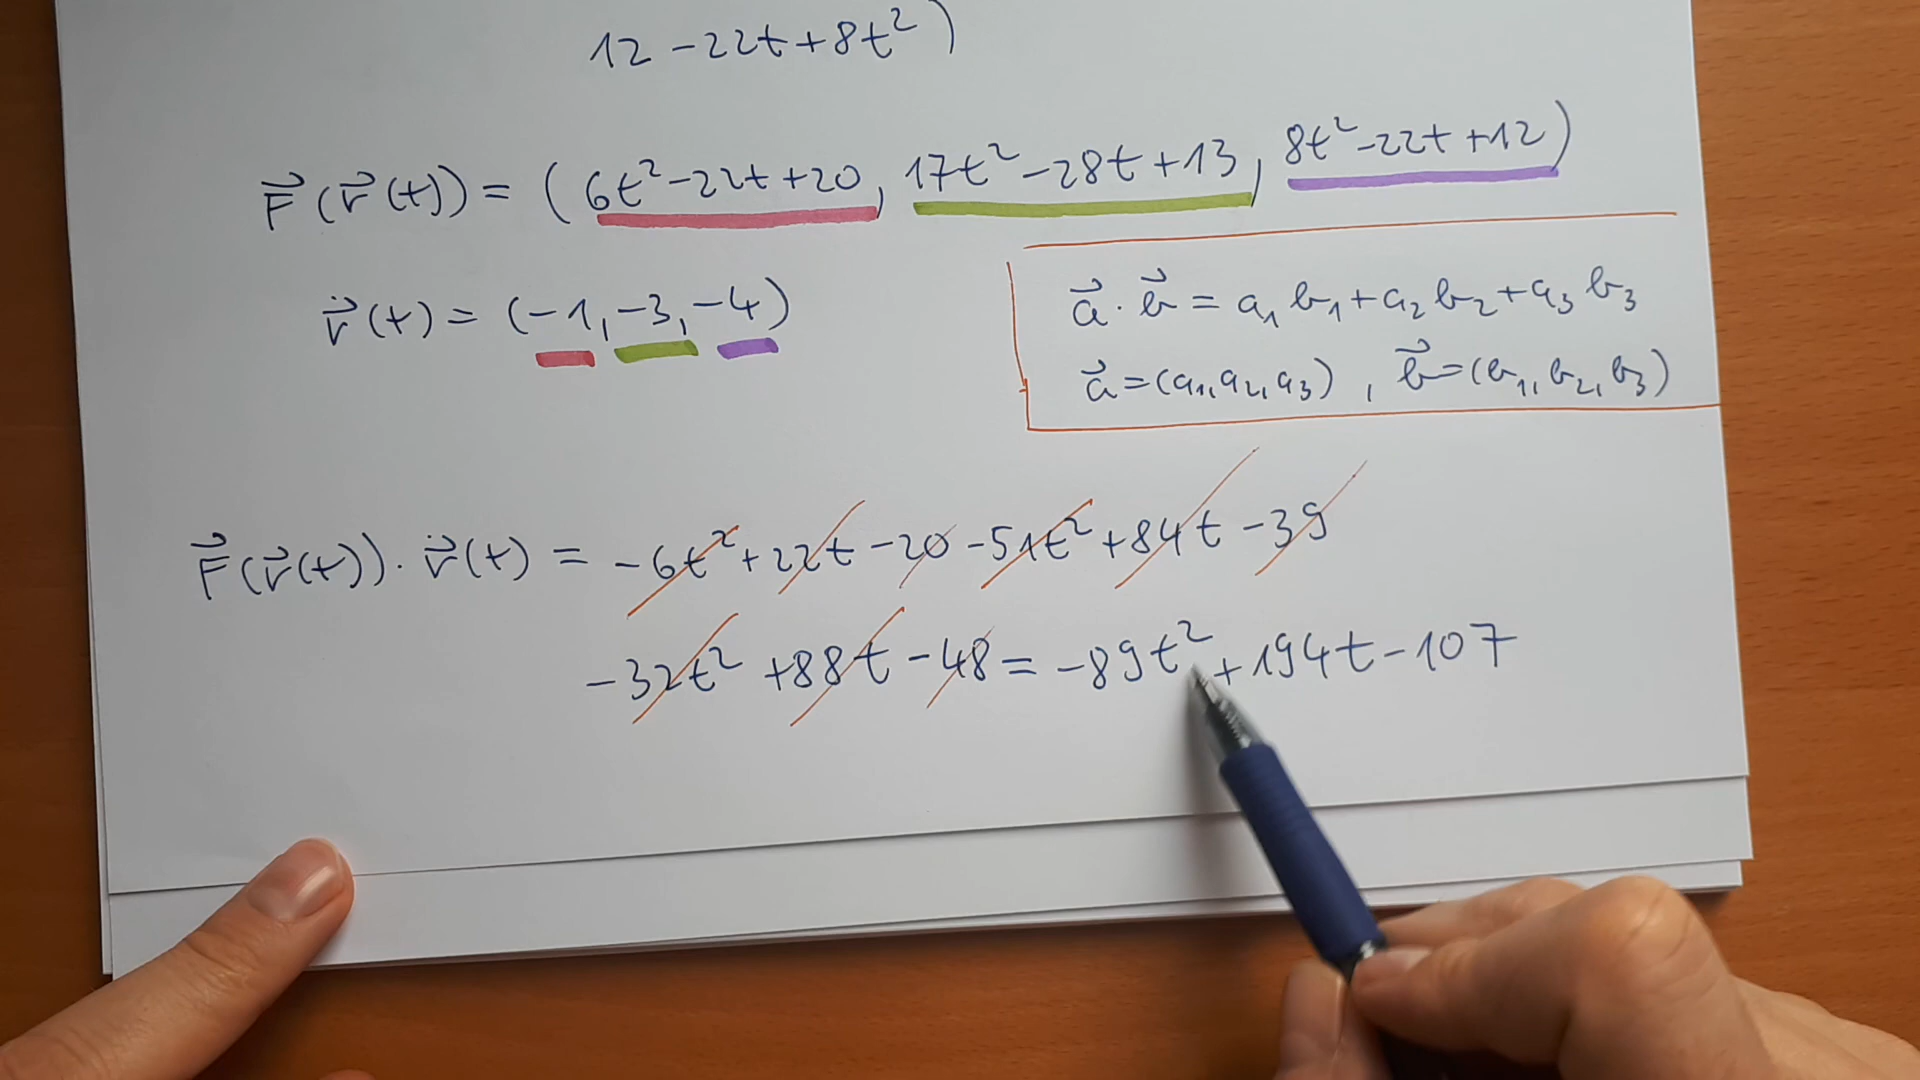 12 -22t+8t²)
F⃗(r⃗(t)) = (6t²-22t+20, 17t²-28t+13, 8t²-22t+12)
r⃗̇(t) = (-1, -3, -4)
a⃗·b⃗ = a₁b₁+a₂b₂+a₃b₃
a⃗=(a₁,a₂,a₃), b⃗=(b₁,b₂,b₃)
F⃗(r⃗(t))·r⃗̇(t) = -6t²+22t-20-51t²+84t-39
-32t²+88t-48=-89t²+194t-107